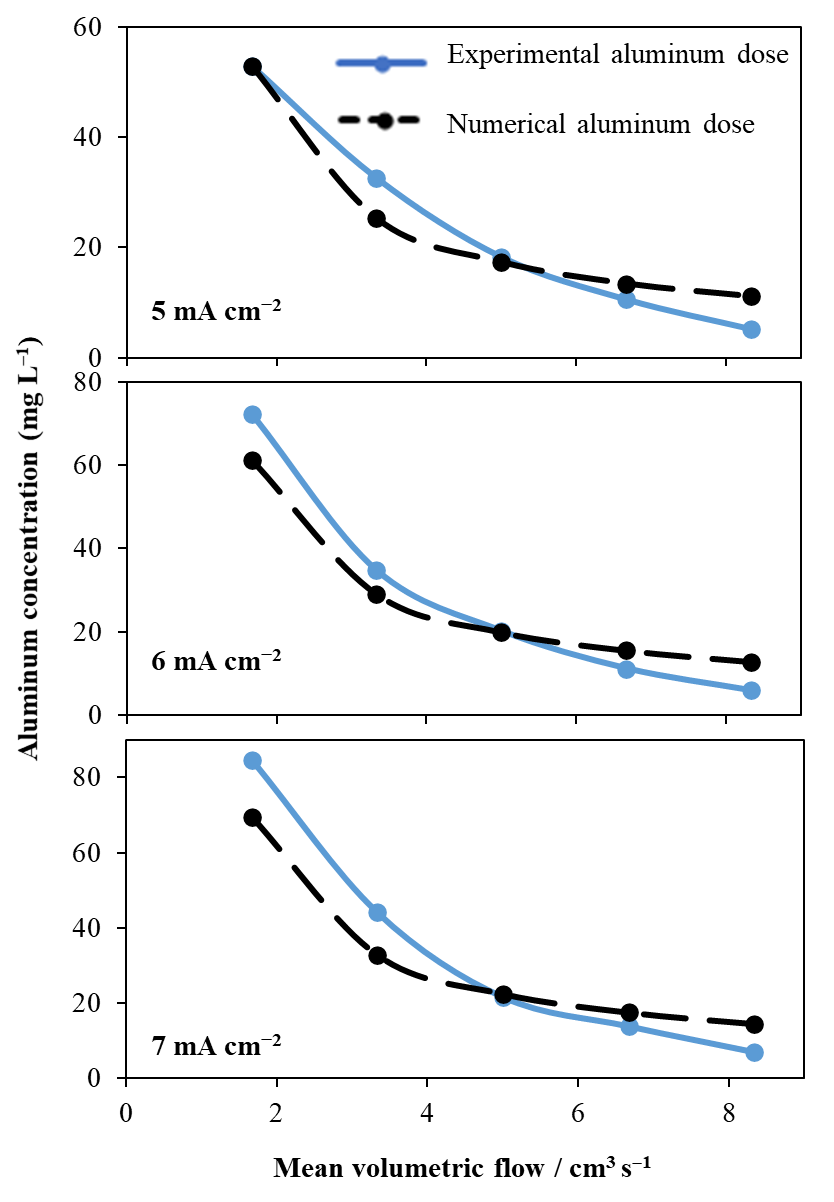 Aluminum concentration (mg L⁻¹)
60
40
20
0
Experimental aluminum dose
Numerical aluminum dose
5 mA cm⁻²
80
60
40
20
0
6 mA cm⁻²
80
60
40
20
0
7 mA cm⁻²
0 2 4 6 8
Mean volumetric flow / cm³ s⁻¹